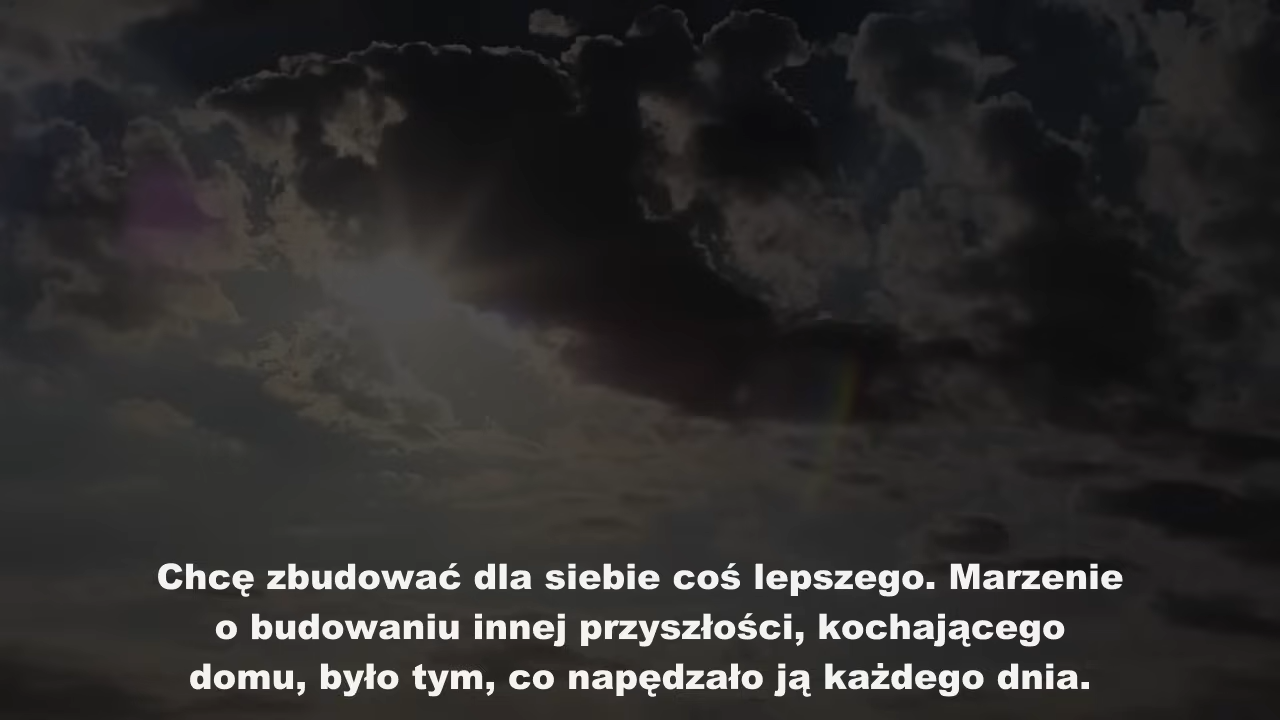 Chcę zbudować dla siebie coś lepszego. Marzenie
o budowaniu innej przyszłości, kochającego
domu, było tym, co napędzało ją każdego dnia.